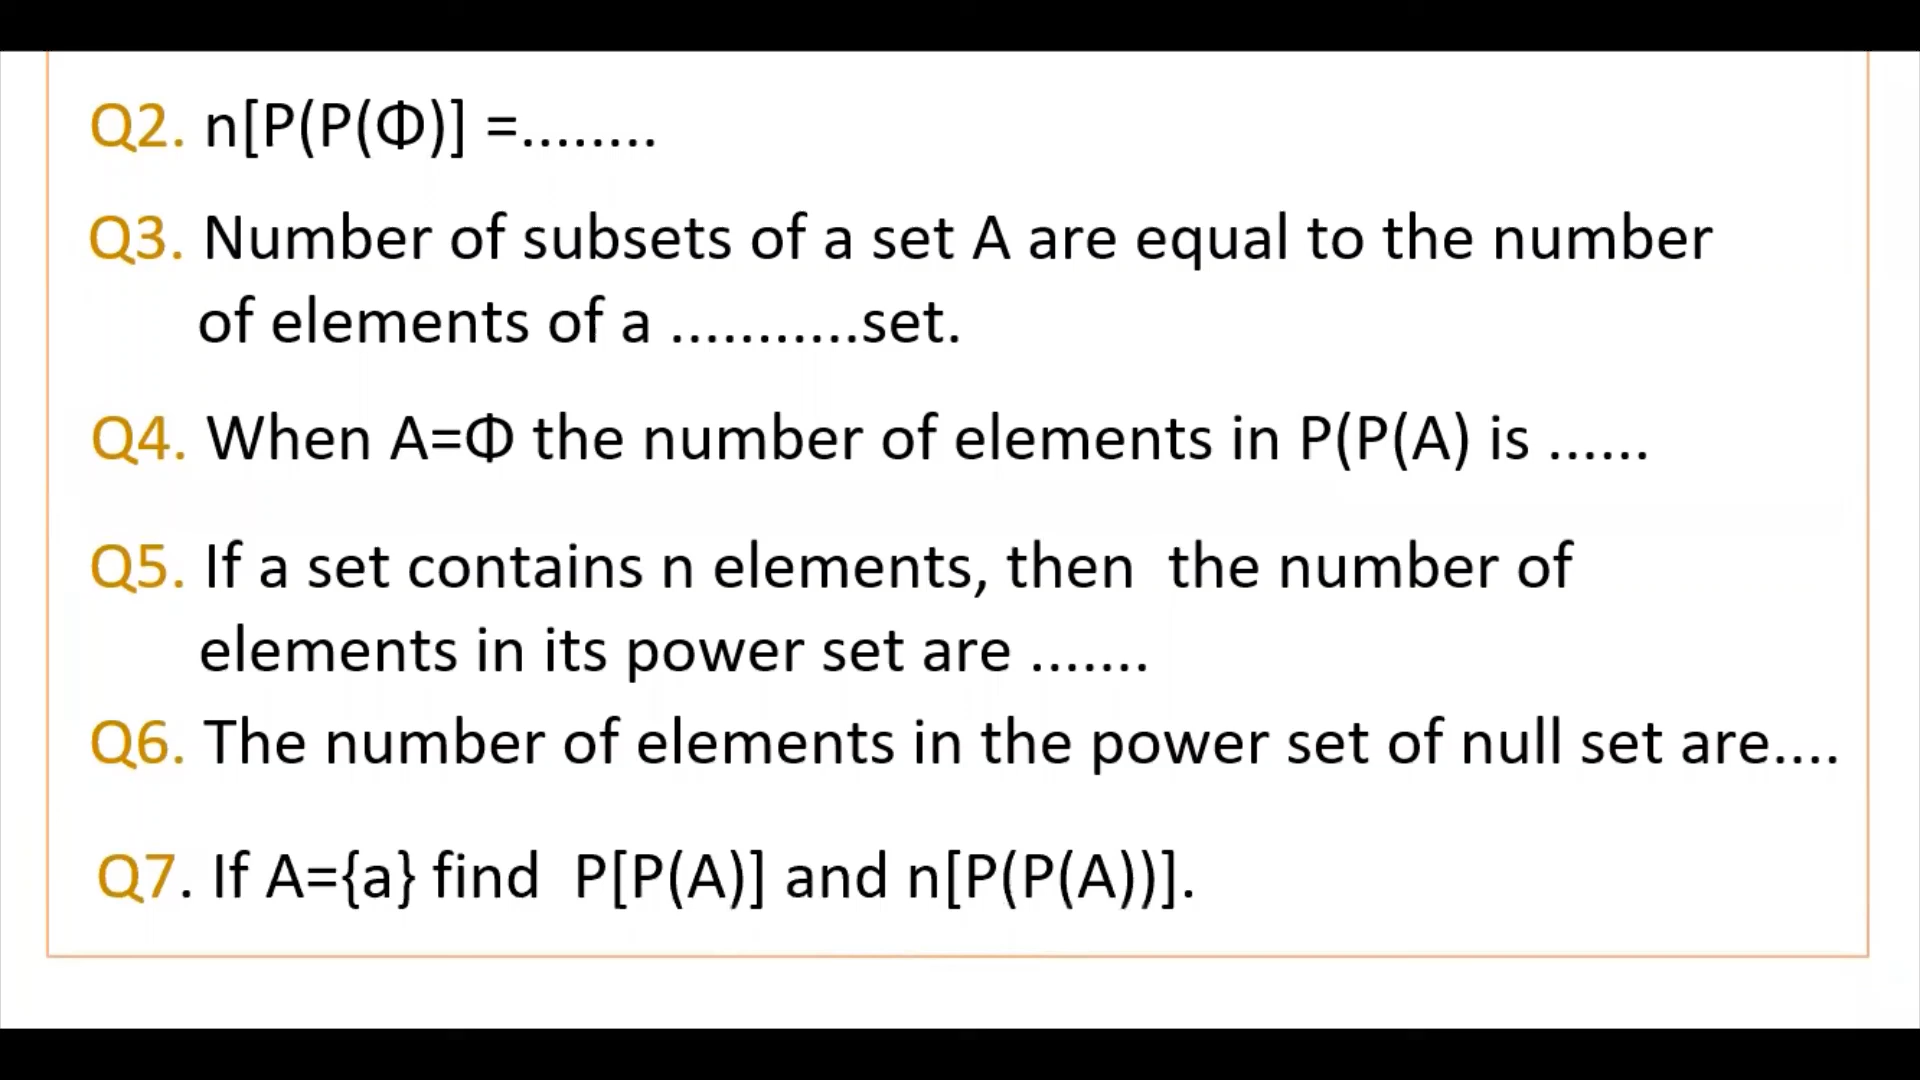 Q2. n[P(P(Φ)] =........
Q3. Number of subsets of a set A are equal to the number
of elements of a ...........set.
Q4. When A=Φ the number of elements in P(P(A) is ......
Q5. If a set contains n elements, then  the number of
elements in its power set are .......
Q6. The number of elements in the power set of null set are....
Q7. If A={a} find  P[P(A)] and n[P(P(A))].